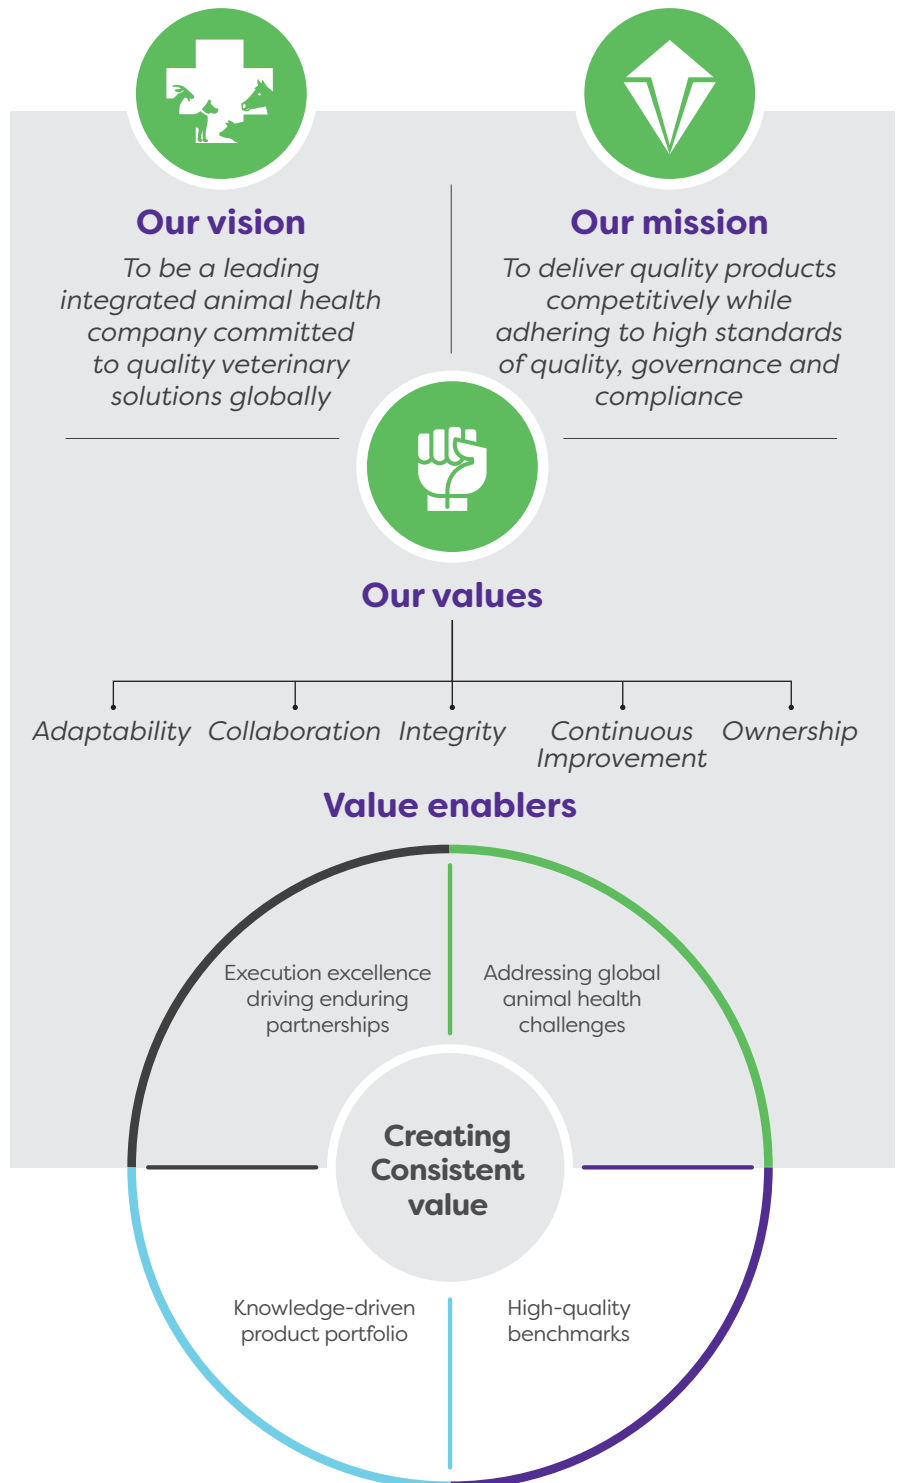 Our vision
To be a leading
integrated animal health
company committed
to quality veterinary
solutions globally
Our mission
To deliver quality products
competitively while
adhering to high standards
of quality, governance and
compliance
Our values
Adaptability
Collaboration
Integrity
Continuous
Improvement
Ownership
Value enablers
Execution excellence
driving enduring
partnerships
Addressing global
animal health
challenges
Creating
Consistent
value
Knowledge-driven
product portfolio
High-quality
benchmarks